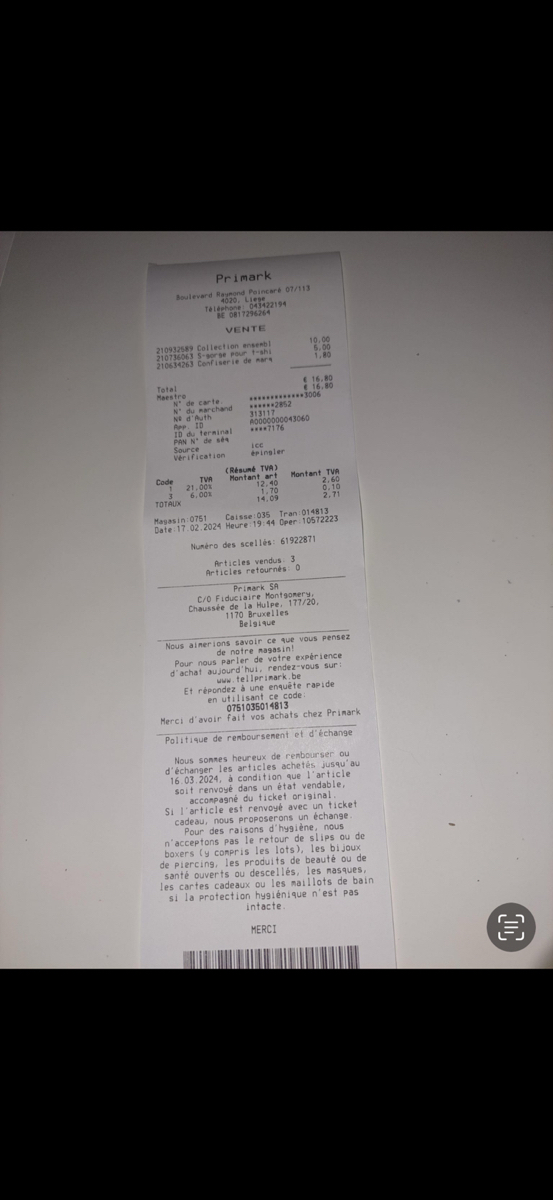 Primark
Boulevard Raymond Poincaré 07/113
4020, Liege
Téléphone: 043422194
BE 0817296264
VENTE
210932589 Collection ensembl 10,00
210736063 S-gorge pour t-shi 5,00
210634263 Confiserie de marq 1,80
Total € 16,80
Maestro € 16,80
N° de carte *************3006
N° du marchand ******2852
N° d'Auth 313117
App. ID A0000000043060
ID du terminal ****7176
PAN N° de séq
Source icc
Vérification épingler
(Résumé TVA)
Code TVA Montant art Montant TVA
1 21.00% 12,40 2,60
3 6.00% 1,70 0,10
TOTAUX 14,09 2,71
Magasin:0751 Caisse:035 Tran:014813
Date:17.02.2024 Heure:19:44 Oper:10572223
Numéro des scellés: 61922871
Articles vendus: 3
Articles retournés: 0
Primark SA
C/O Fiduciaire Montgomery,
Chaussée de la Hulpe, 177/20,
1170 Bruxelles
Belgique
Nous aimerions savoir ce que vous pensez
de notre magasin!
Pour nous parler de votre expérience
d'achat aujourd'hui, rendez-vous sur:
www.tellprimark.be
Et répondez à une enquête rapide
en utilisant ce code:
0751035014813
Merci d'avoir fait vos achats chez Primark
Politique de remboursement et d'échange
Nous sommes heureux de rembourser ou
d'échanger les articles achetés jusqu'au
16.03.2024, à condition que l'article
soit renvoyé dans un état vendable,
accompagné du ticket original.
Si l'article est renvoyé avec un ticket
cadeau, nous proposerons un échange.
Pour des raisons d'hygiène, nous
n'acceptons pas le retour de slips ou de
boxers (y compris les lots), les bijoux
de piercing, les produits de beauté ou de
santé ouverts ou descellés, les masques,
les cartes cadeaux ou les maillots de bain
si la protection hygiénique n'est pas
intacte.
MERCI